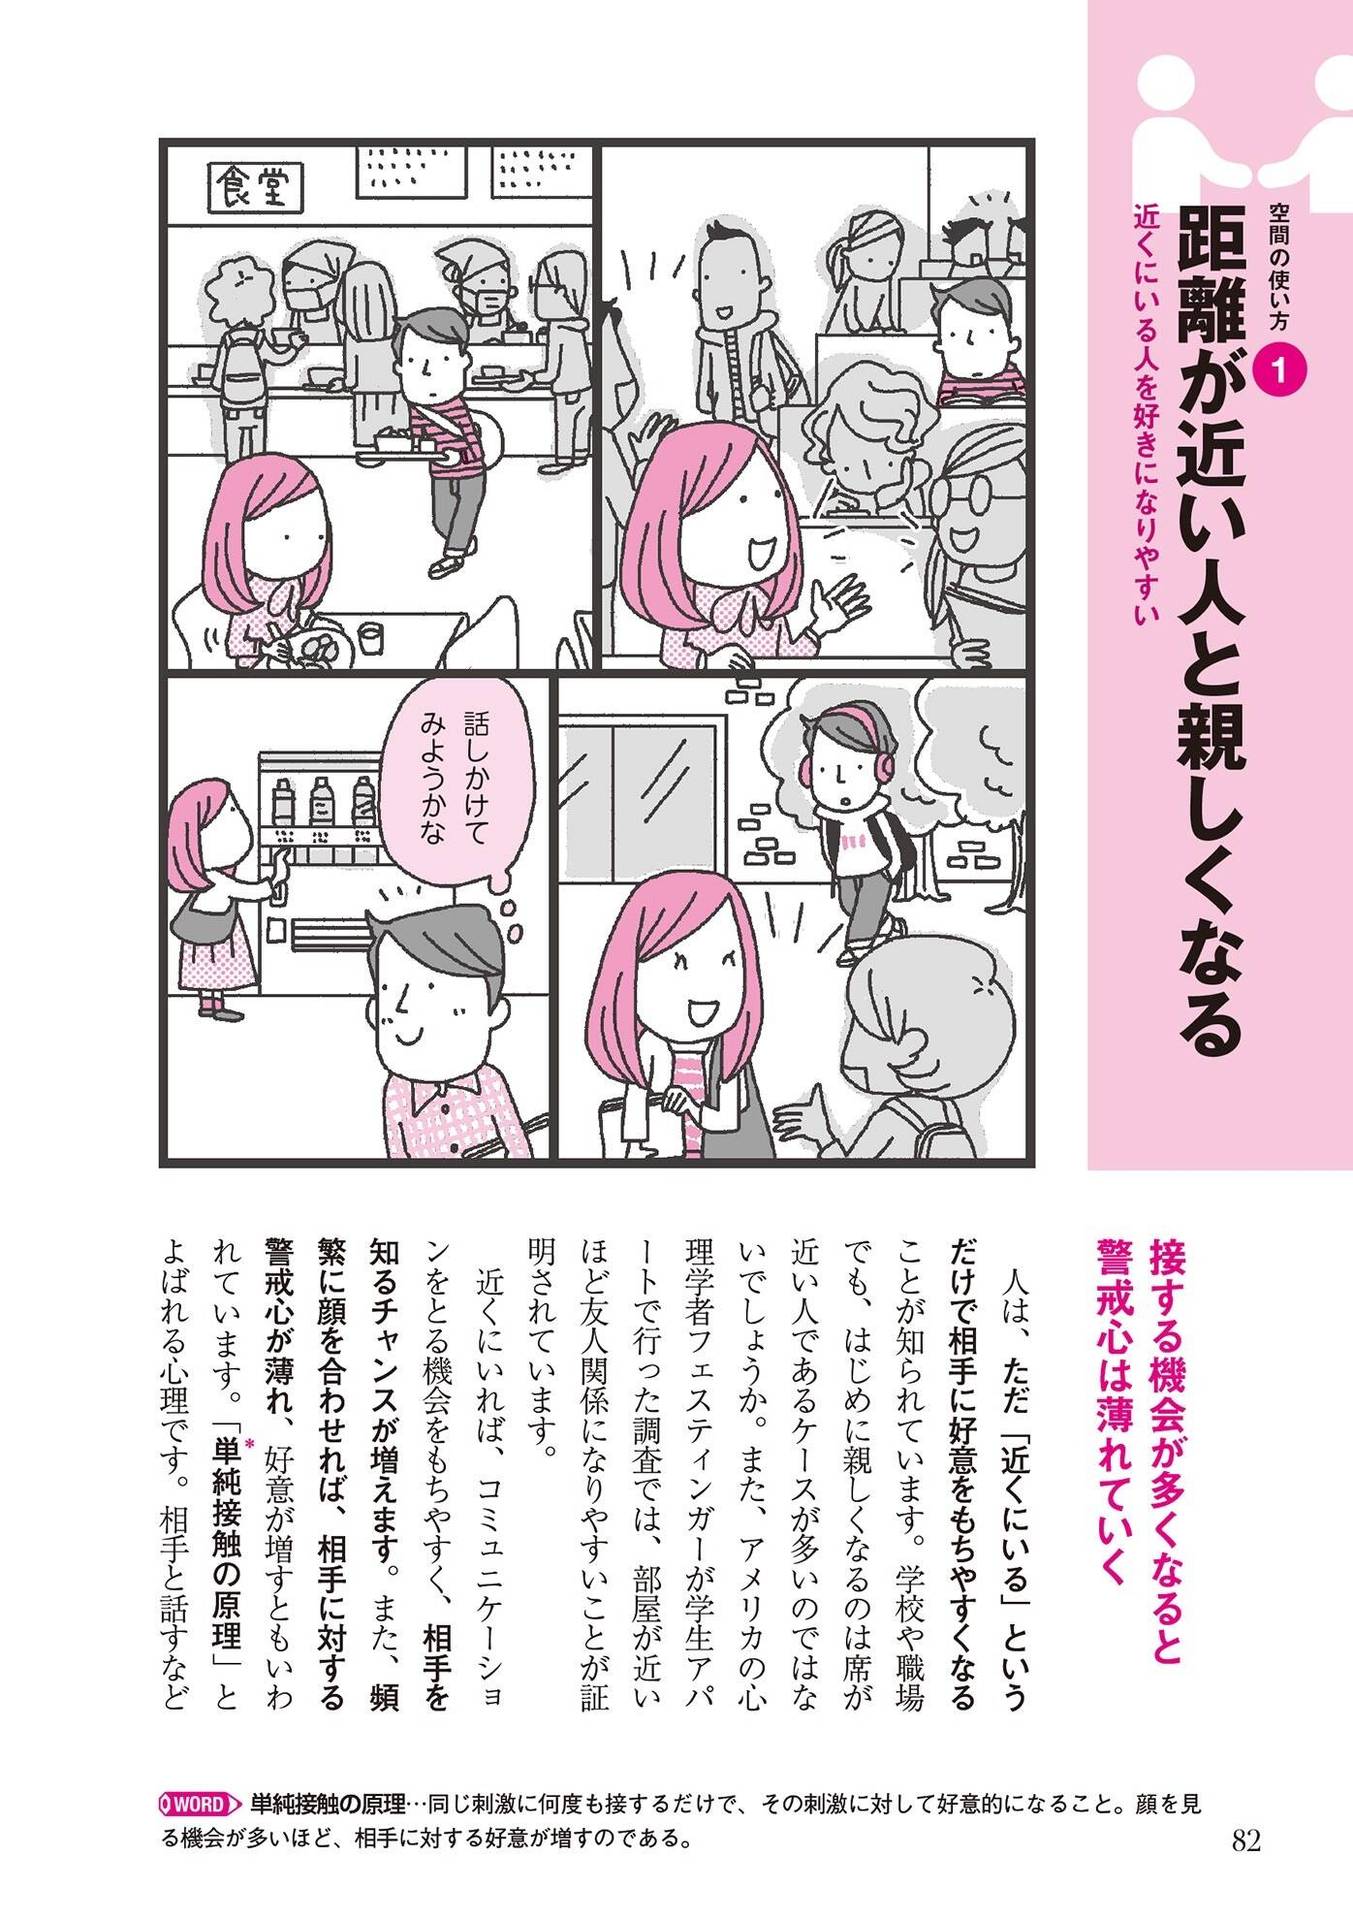 空間の使い方
1
距離が近い人と親しくなる
近くにいる人を好きになりやすい
食堂
話しかけて
みようかな
接する機会が多くなると
警戒心は薄れていく
人は、ただ「近くにいる」という
だけで相手に好意をもちやすくなる
ことが知られています。学校や職場
でも、はじめに親しくなるのは席が
近い人であるケースが多いのではな
いでしょうか。また、アメリカの心
理学者フェスティンガーが学生アパ
ートで行った調査では、部屋が近い
ほど友人関係になりやすいことが証
明されています。
近くにいれば、コミュニケーショ
ンをとる機会をもちやすく、相手を
知るチャンスが増えます。また、頻
繁に顔を合わせれば、相手に対する
警戒心が薄れ、好意が増すともいわ
れています。「単純接触の原理*」と
よばれる心理です。相手と話すなど
WORD 単純接触の原理…同じ刺激に何度も接するだけで、その刺激に対して好意的になること。顔を見
る機会が多いほど、相手に対する好意が増すのである。
82